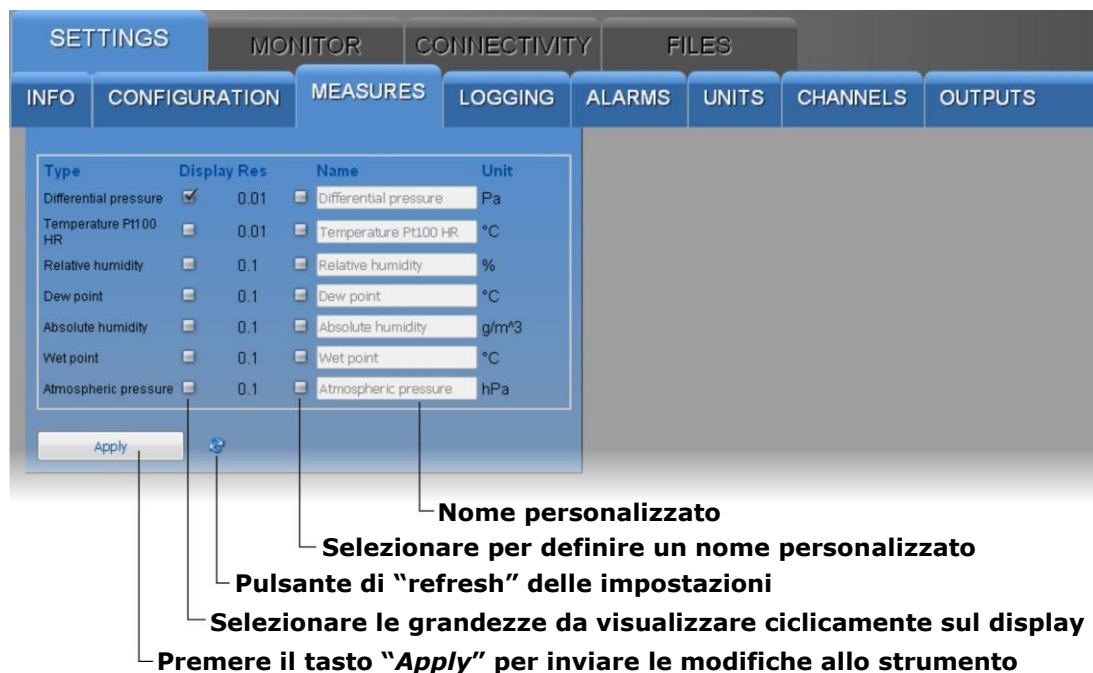 SETTINGS MONITOR CONNECTIVITY FILES
INFO CONFIGURATION MEASURES LOGGING ALARMS UNITS CHANNELS OUTPUTS
Type Display Res Name Unit
Differential pressure 0.01 Differential pressure Pa
Temperature Pt100 HR 0.01 Temperature Pt100 HR °C
Relative humidity 0.1 Relative humidity %
Dew point 0.1 Dew point °C
Absolute humidity 0.1 Absolute humidity g/m^3
Wet point 0.1 Wet point °C
Atmospheric pressure 0.1 Atmospheric pressure hPa
Apply
Nome personalizzato
Selezionare per definire un nome personalizzato
Pulsante di “refresh” delle impostazioni
Selezionare le grandezze da visualizzare ciclicamente sul display
Premere il tasto “Apply” per inviare le modifiche allo strumento